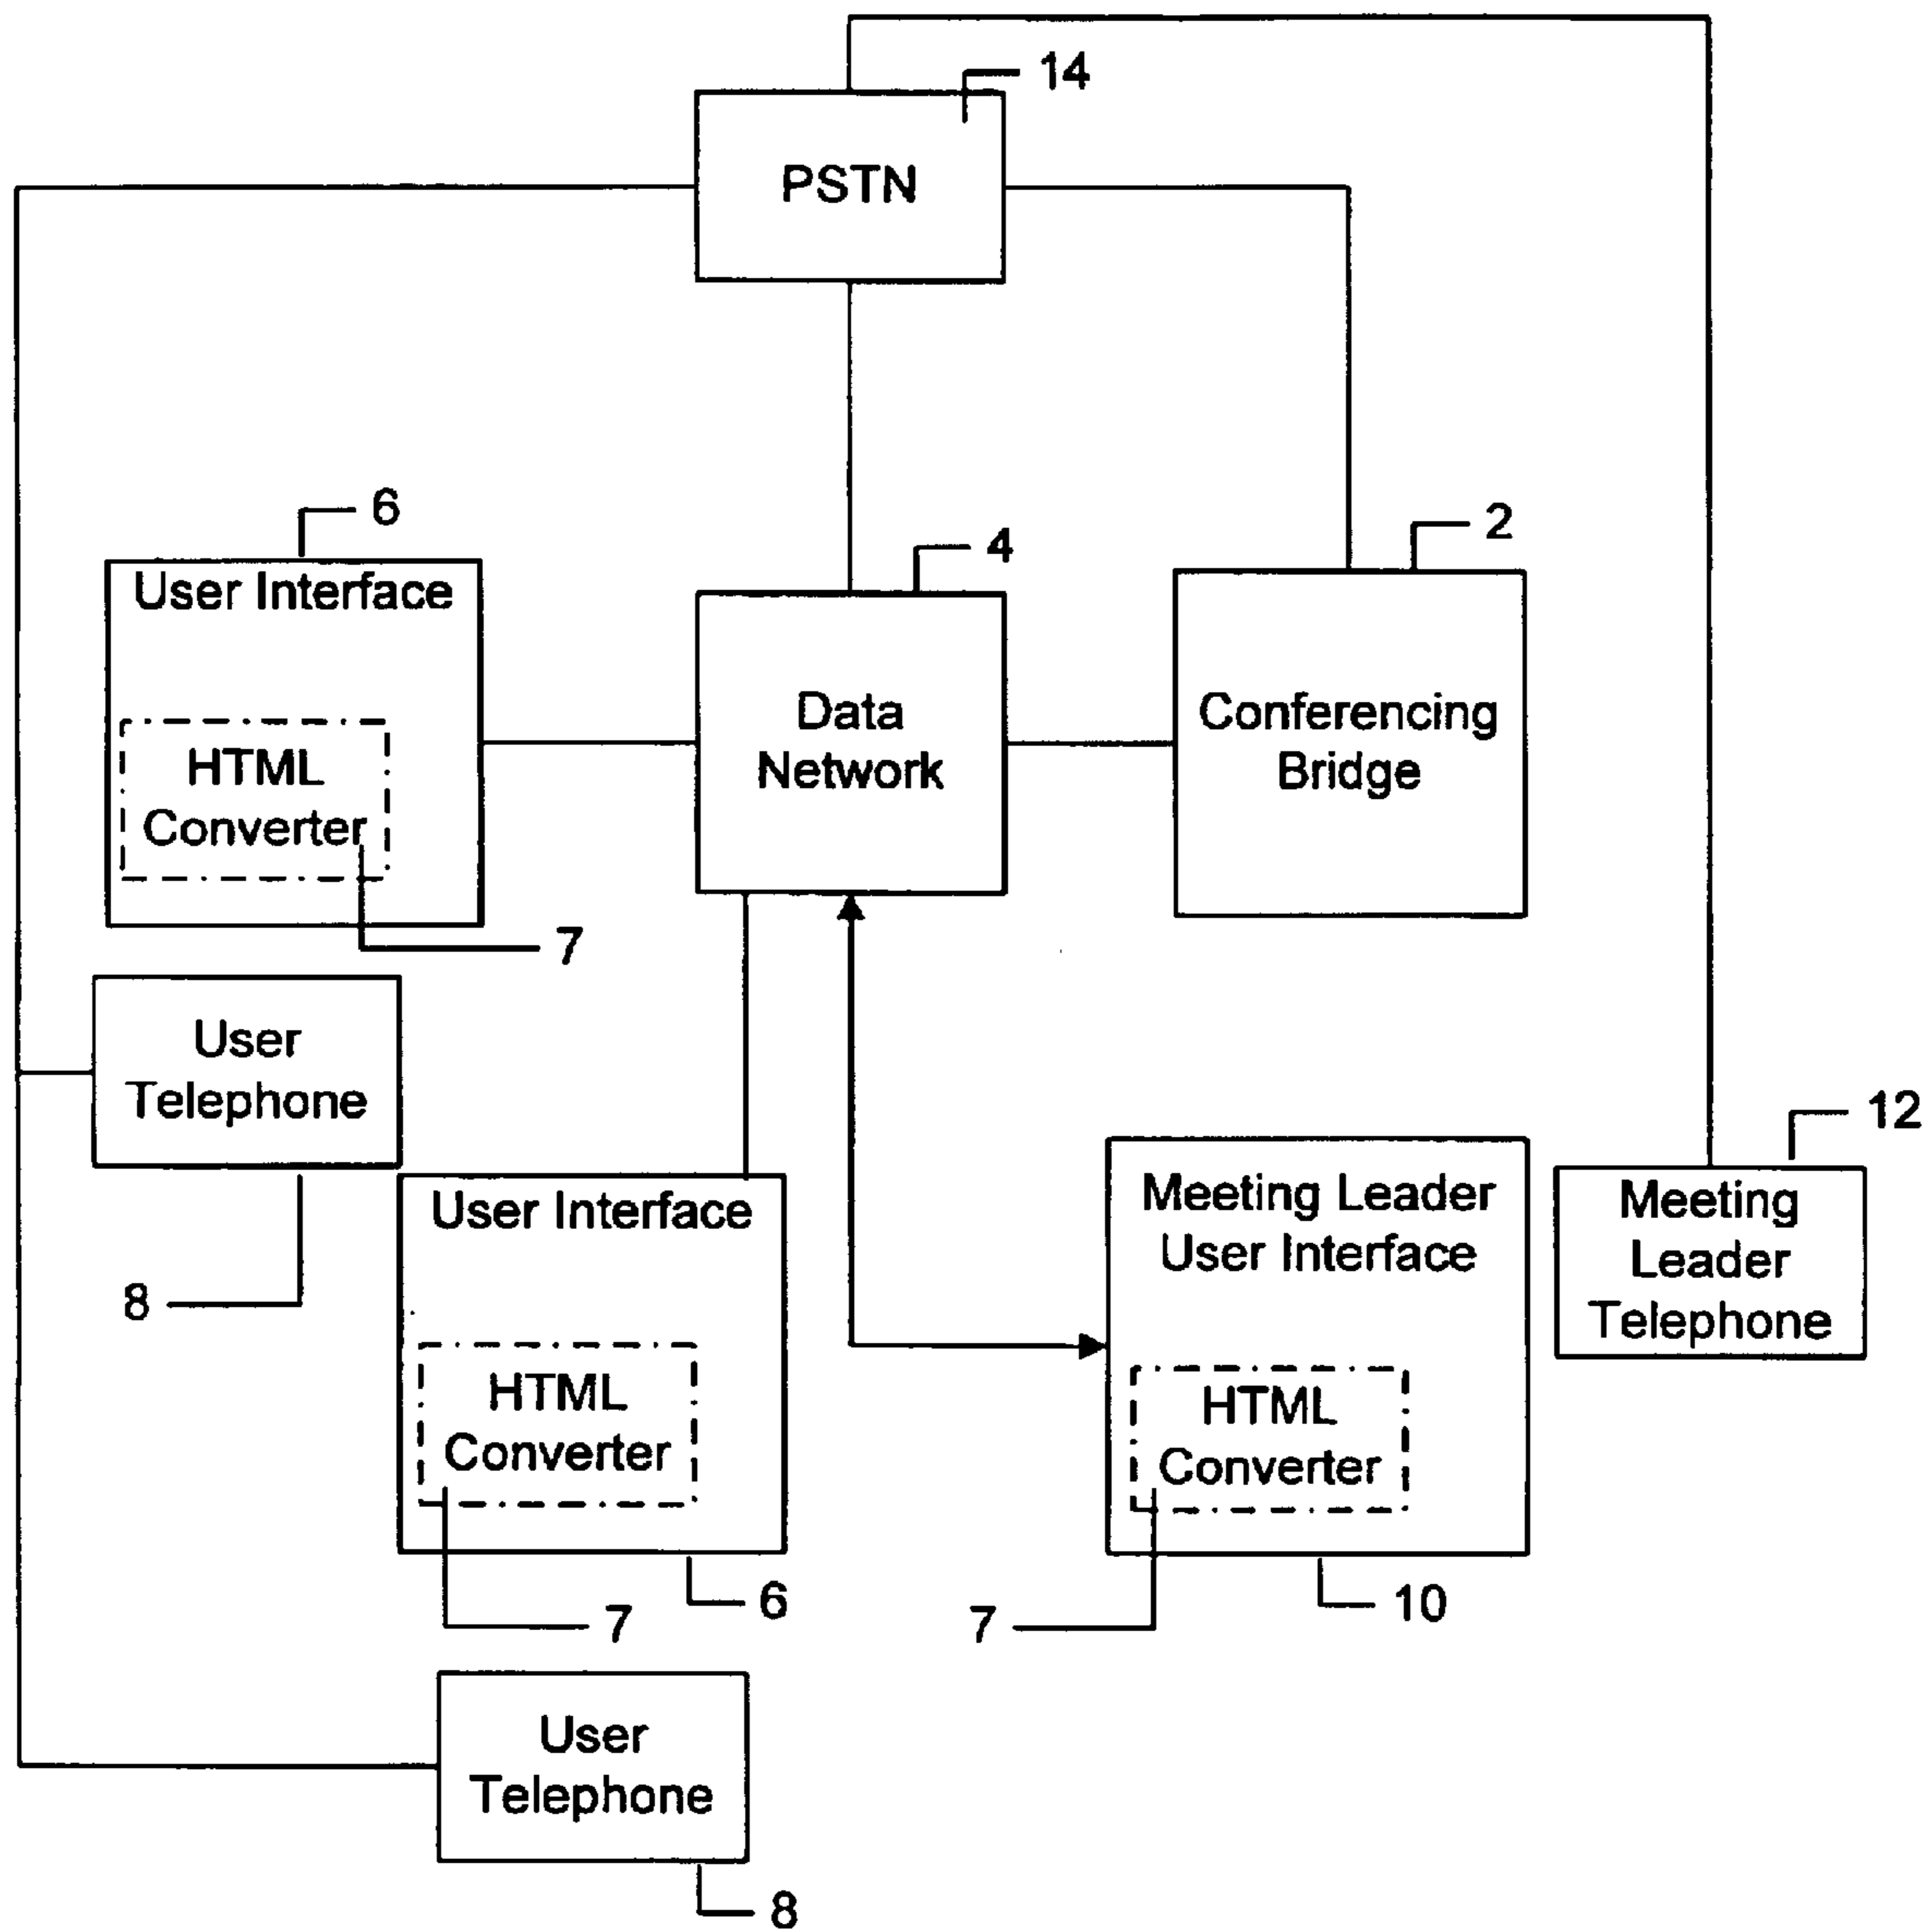 14
PSTN
6
4
2
User Interface
HTML
Converter
7
Data
Network
Conferencing
Bridge
User
Telephone
8
12
User Interface
HTML
Converter
7
6
Meeting Leader
User Interface
HTML
Converter
7
10
Meeting
Leader
Telephone
User
Telephone
8